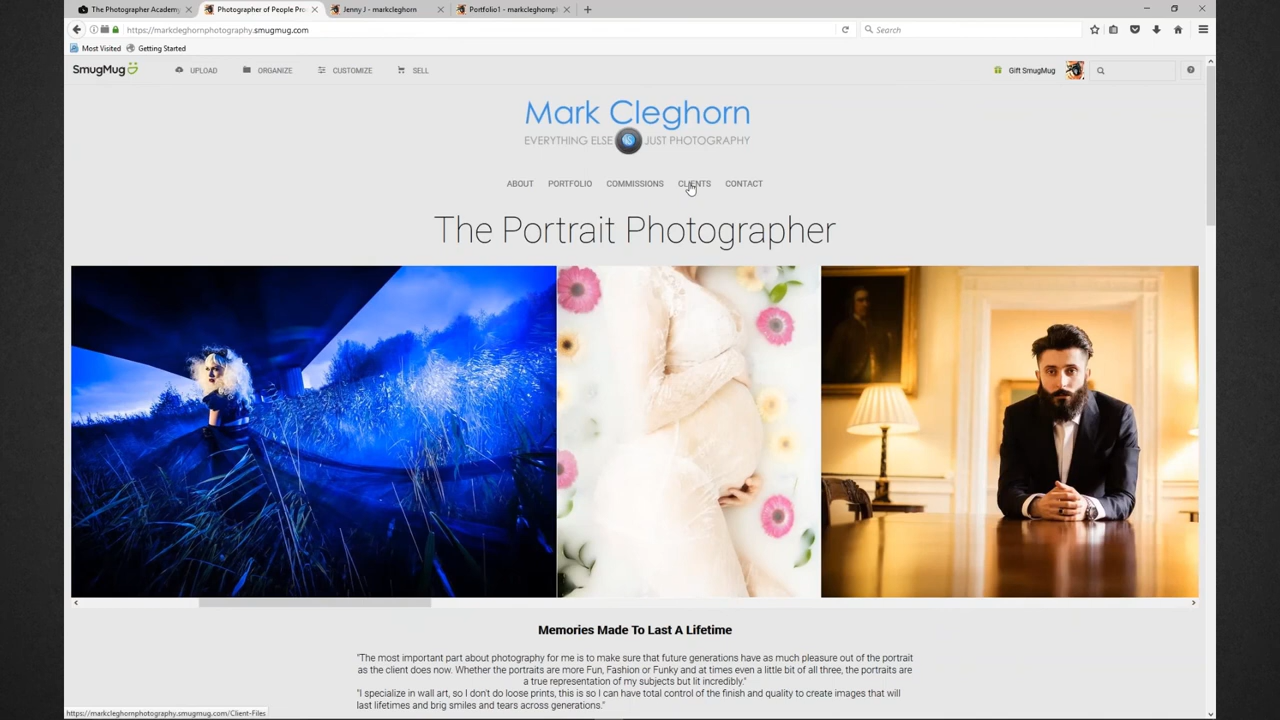 The Photographer Academy
Photographer of People Pro
Jenny J - markcleghorn
Portfolio1 - markcleghornp
https://markcleghornphotography.smugmug.com
Search
Most Visited
Getting Started
SmugMug
UPLOAD
ORGANIZE
CUSTOMIZE
SELL
Gift SmugMug
Mark Cleghorn
EVERYTHING ELSE IS JUST PHOTOGRAPHY
ABOUT
PORTFOLIO
COMMISSIONS
CLIENTS
CONTACT
The Portrait Photographer
Memories Made To Last A Lifetime
"The most important part about photography for me is to make sure that future generations have as much pleasure out of the portrait
as the client does now. Whether the portraits are more Fun, Fashion or Funky and at times even a little bit of all three, the portraits are
a true representation of my subjects but lit incredibly."
"I specialize in wall art, so I don't do loose prints, this is so I can have total control of the finish and quality to create images that will
last lifetimes and brig smiles and tears across generations."
https://markcleghornphotography.smugmug.com/Client-Files